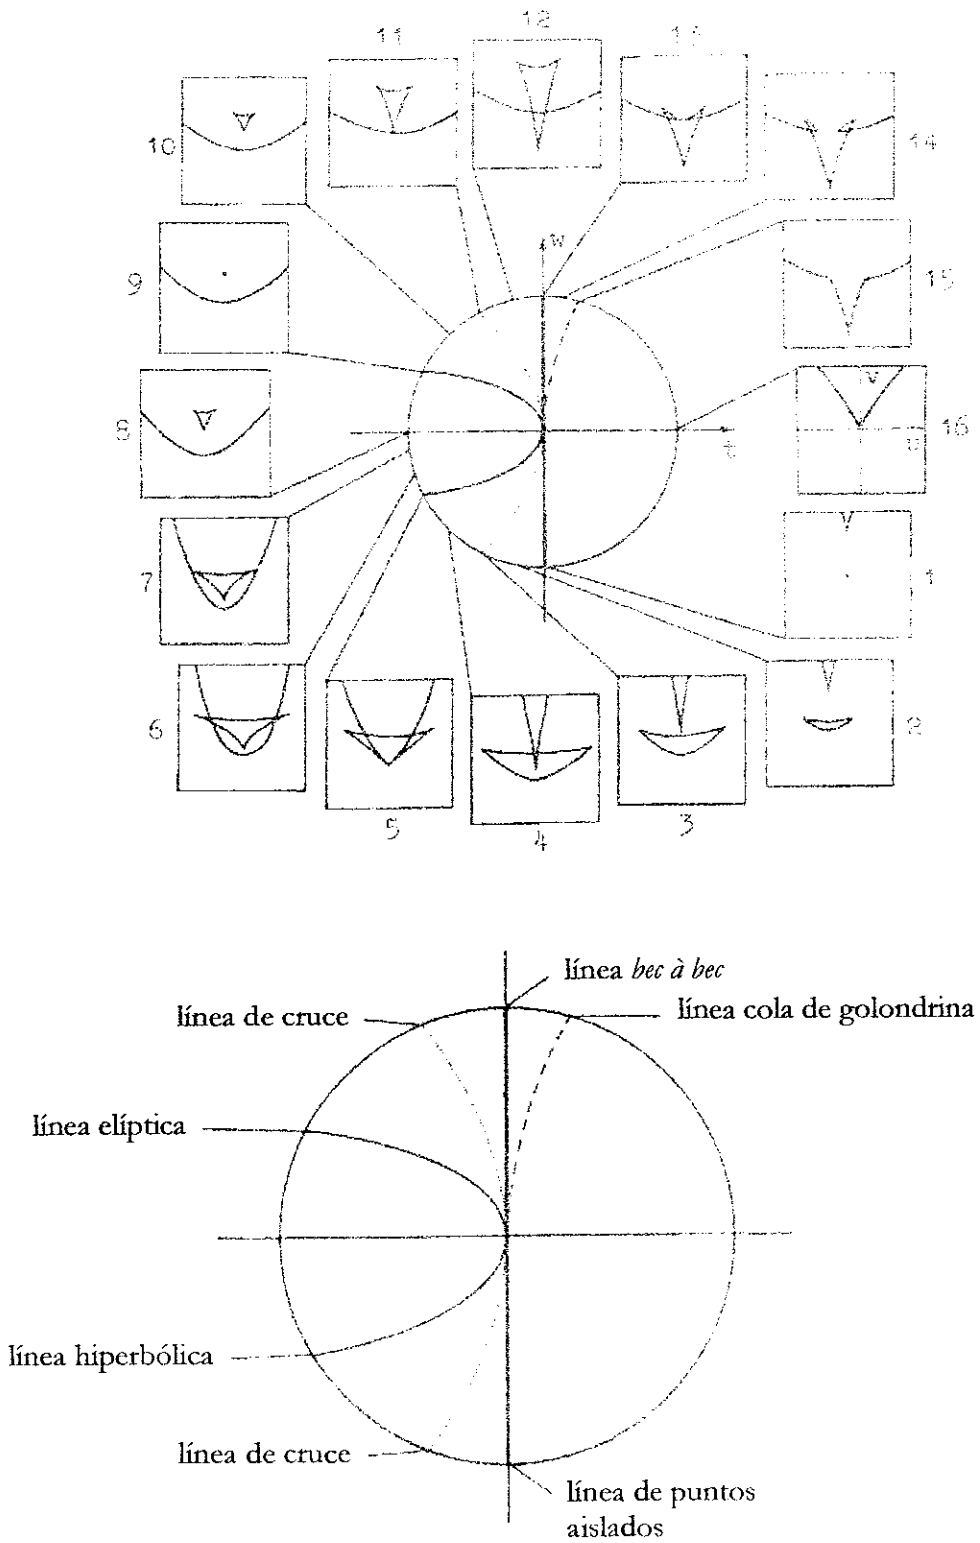 12
11
13
10
14
w
9
15
8
v
16
u
t
7
1
6
2
5
4
3
línea bec à bec
línea de cruce
línea cola de golondrina
línea elíptica
línea hiperbólica
línea de cruce
línea de puntos
aislados